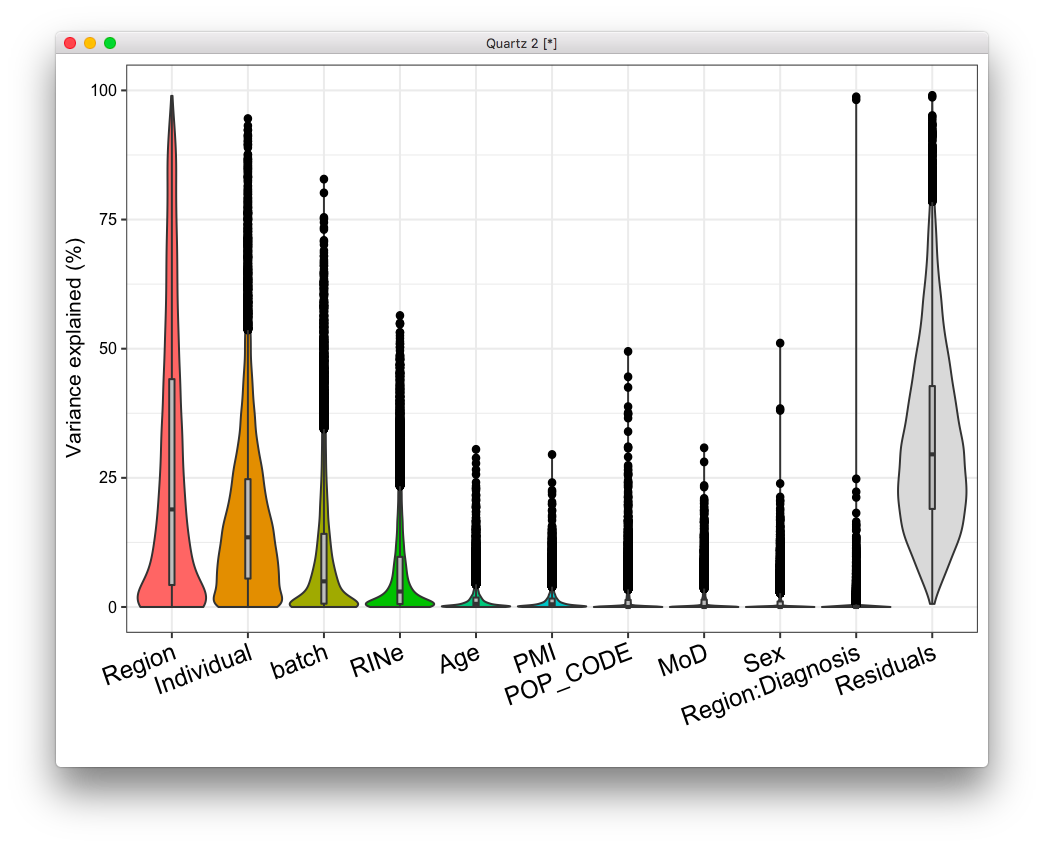 Quartz 2 [*]
Variance explained (%)
100
75
50
25
0
Region
Individual
batch
RINe
Age
PMI
POP_CODE
MoD
Sex
Region:Diagnosis
Residuals